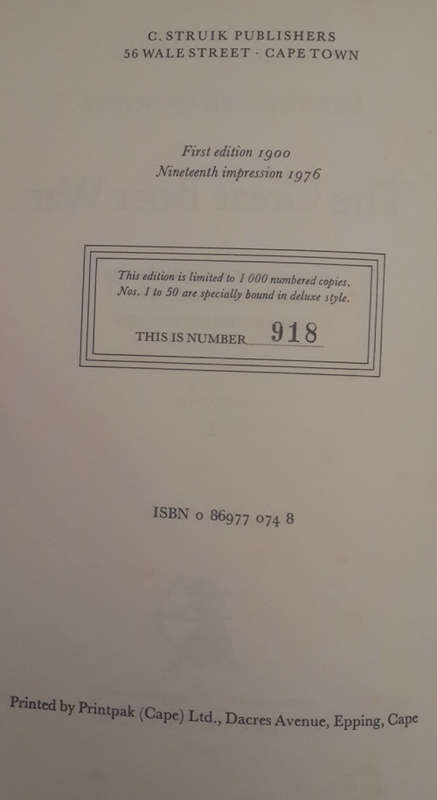 C. STRUIK PUBLISHERS
56 WALE STREET · CAPE TOWN
First edition 1900
Nineteenth impression 1976
This edition is limited to 1 000 numbered copies.
Nos. 1 to 50 are specially bound in deluxe style.
THIS IS NUMBER 918
ISBN 0 86977 074 8
Printed by Printpak (Cape) Ltd., Dacres Avenue, Epping, Cape